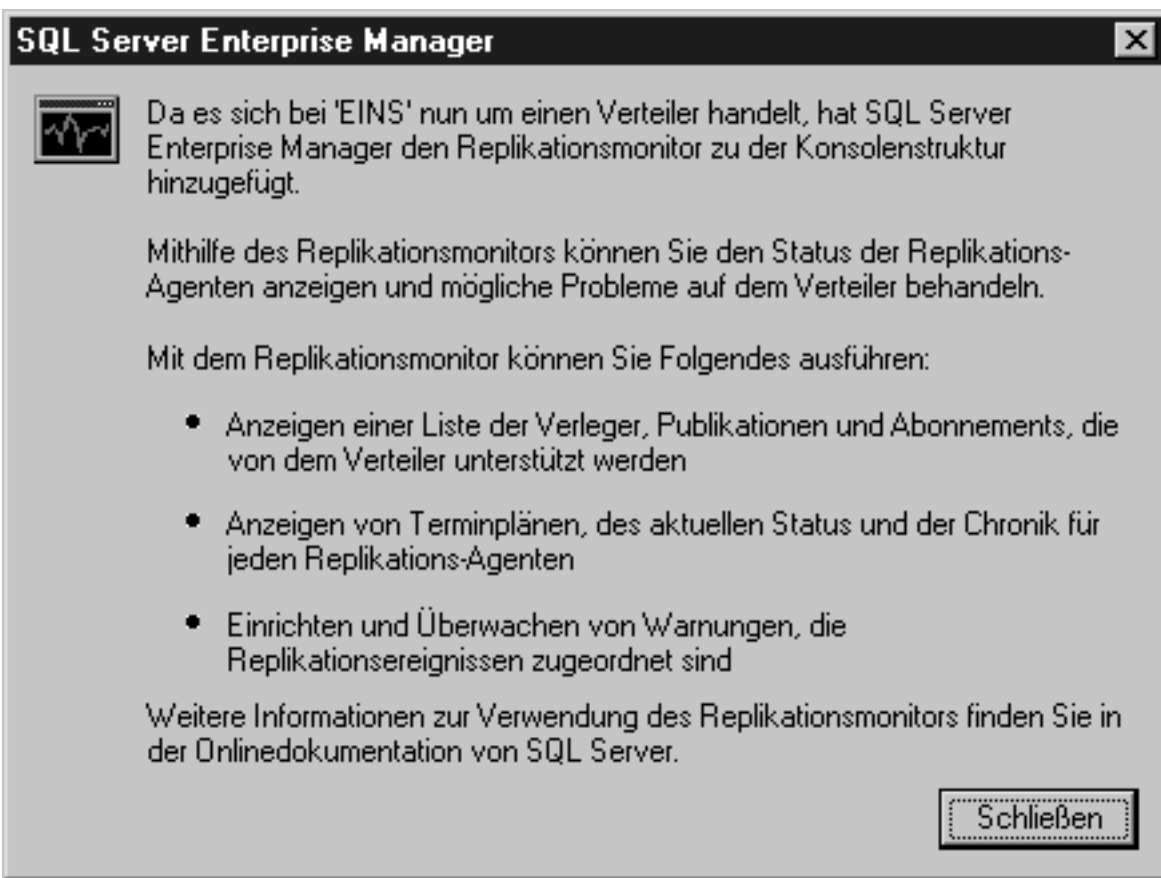 SQL Server Enterprise Manager
Da es sich bei 'EINS' nun um einen Verteiler handelt, hat SQL Server
Enterprise Manager den Replikationsmonitor zu der Konsolenstruktur
hinzugefügt.
Mithilfe des Replikationsmonitors können Sie den Status der Replikations-
Agenten anzeigen und mögliche Probleme auf dem Verteiler behandeln.
Mit dem Replikationsmonitor können Sie Folgendes ausführen:
• Anzeigen einer Liste der Verleger, Publikationen und Abonnements, die
von dem Verteiler unterstützt werden
• Anzeigen von Terminplänen, des aktuellen Status und der Chronik für
jeden Replikations-Agenten
• Einrichten und Überwachen von Warnungen, die
Replikationsereignissen zugeordnet sind
Weitere Informationen zur Verwendung des Replikationsmonitors finden Sie in
der Onlinedokumentation von SQL Server.
Schließen